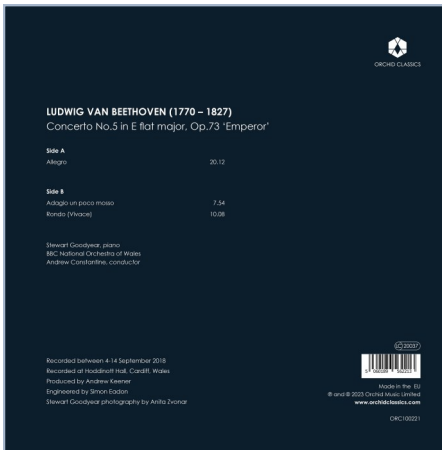 ORCHID CLASSICS
LUDWIG VAN BEETHOVEN (1770 – 1827)
Concerto No.5 in E flat major, Op.73 ‘Emperor’
Side A
Allegro 20.12
Side B
Adagio un poco mosso 7.54
Rondo (Vivace) 10.08
Stewart Goodyear, piano
BBC National Orchestra of Wales
Andrew Constantine, conductor
Recorded between 4-14 September 2018
Recorded at Hoddinott Hall, Cardiff, Wales
Produced by Andrew Keener
Engineered by Simon Eadon
Stewart Goodyear photography by Anita Zvonar
LC 20037
Made in the EU
℗ and © 2023 Orchid Music Limited
www.orchidclassics.com
ORC100221